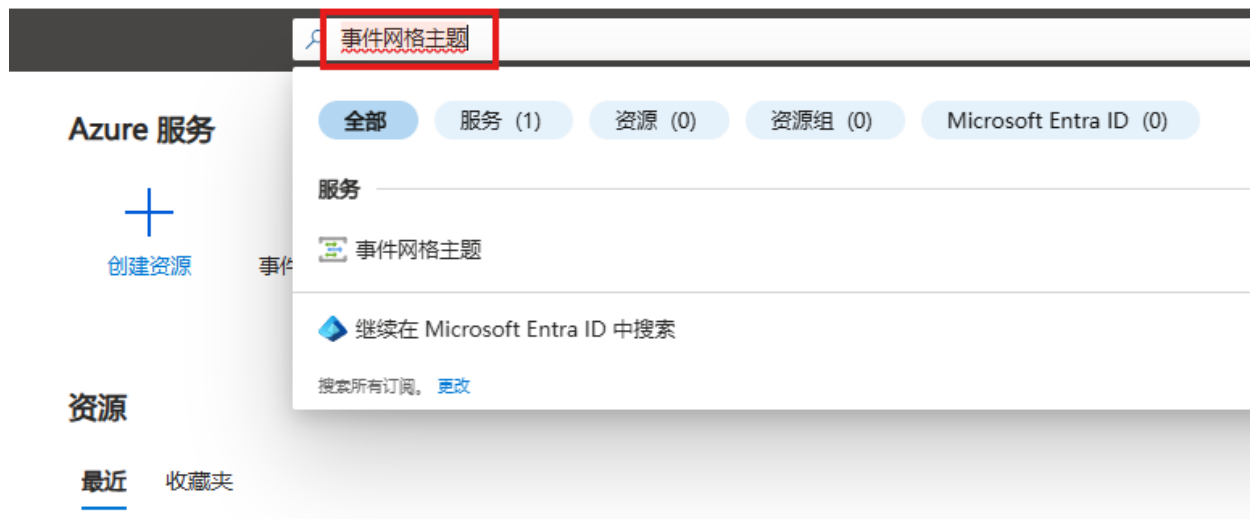 事件网格主题
全部 服务 (1) 资源 (0) 资源组 (0) Microsoft Entra ID (0)
Azure 服务
服务
事件网格主题
创建资源 事件
继续在 Microsoft Entra ID 中搜索
搜索所有订阅。 更改
资源
最近 收藏夹